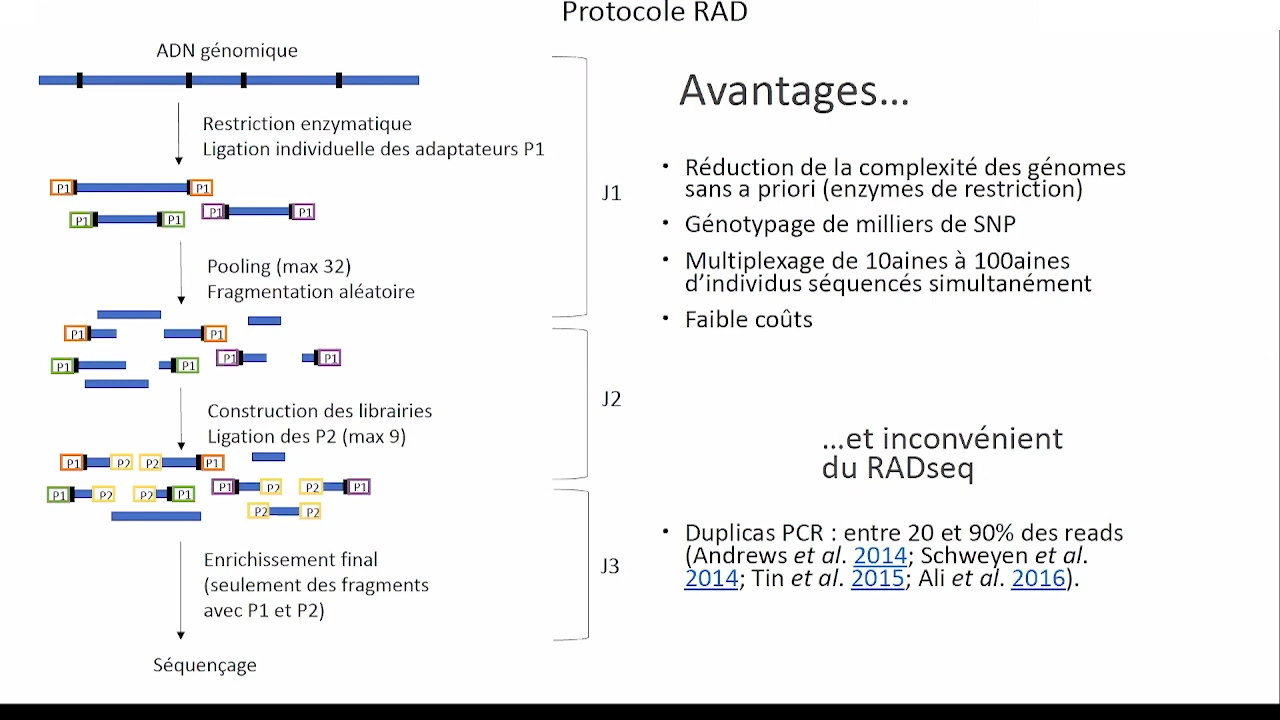 Protocole RAD
ADN génomique
Restriction enzymatique
Ligation individuelle des adaptateurs P1
P1 P1
P1 P1 P1 P1
Pooling (max 32)
Fragmentation aléatoire
P1 P1
P1 P1 P1 P1
Construction des librairies
Ligation des P2 (max 9)
P1 P2 P2 P1
P1 P2 P2 P1 P1 P2 P2 P1
P2 P2
Enrichissement final
(seulement des fragments
avec P1 et P2)
Séquençage
J1
J2
J3
Avantages…
• Réduction de la complexité des génomes
sans a priori (enzymes de restriction)
• Génotypage de milliers de SNP
• Multiplexage de 10aines à 100aines
d’individus séquencés simultanément
• Faible coûts
…et inconvénient
du RADseq
• Duplicas PCR : entre 20 et 90% des reads
(Andrews et al. 2014; Schweyen et al.
2014; Tin et al. 2015; Ali et al. 2016).